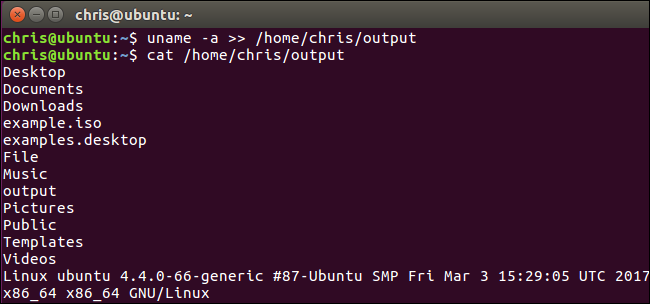 chris@ubuntu: ~
chris@ubuntu:~$ uname -a >> /home/chris/output
chris@ubuntu:~$ cat /home/chris/output
Desktop
Documents
Downloads
example.iso
examples.desktop
File
Music
output
Pictures
Public
Templates
Videos
Linux ubuntu 4.4.0-66-generic #87-Ubuntu SMP Fri Mar 3 15:29:05 UTC 2017
x86_64 x86_64 GNU/Linux